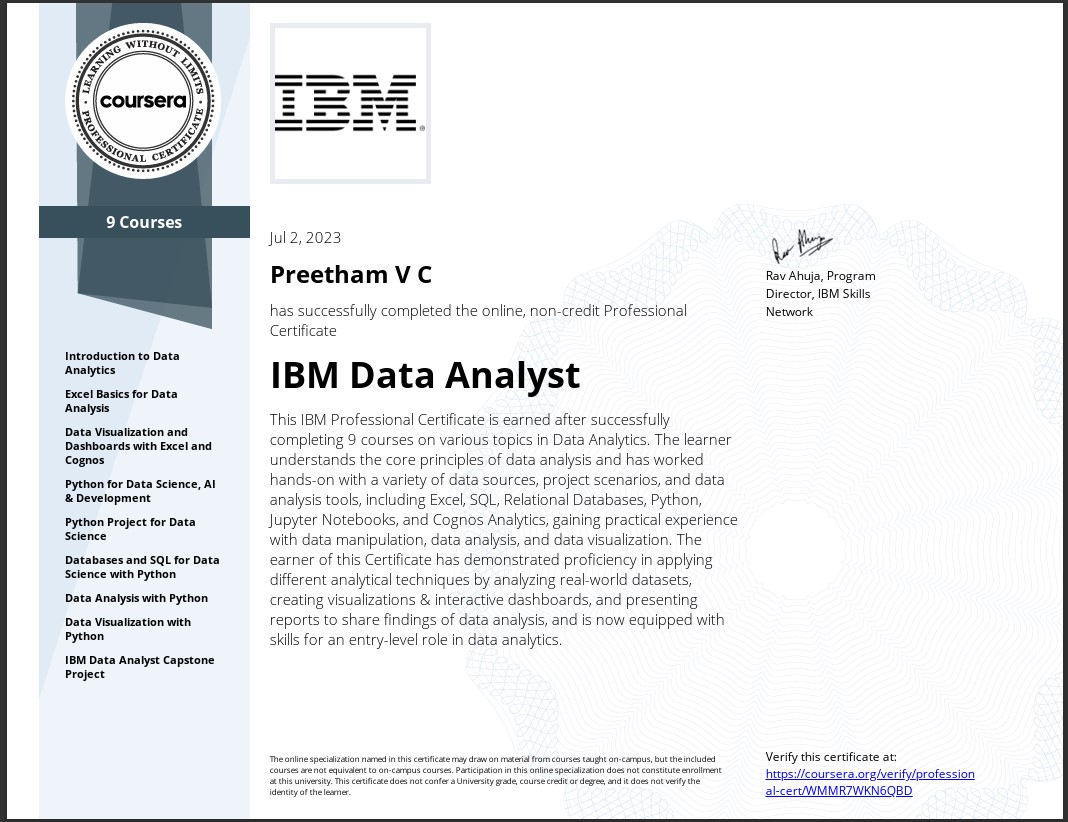 LEARNING WITHOUT LIMITS
coursera
PROFESSIONAL CERTIFICATE
9 Courses
Introduction to Data
Analytics
Excel Basics for Data
Analysis
Data Visualization and
Dashboards with Excel and
Cognos
Python for Data Science, AI
& Development
Python Project for Data
Science
Databases and SQL for Data
Science with Python
Data Analysis with Python
Data Visualization with
Python
IBM Data Analyst Capstone
Project
IBM®
Jul 2, 2023
Preetham V C
has successfully completed the online, non-credit Professional
Certificate
IBM Data Analyst
This IBM Professional Certificate is earned after successfully
completing 9 courses on various topics in Data Analytics. The learner
understands the core principles of data analysis and has worked
hands-on with a variety of data sources, project scenarios, and data
analysis tools, including Excel, SQL, Relational Databases, Python,
Jupyter Notebooks, and Cognos Analytics, gaining practical experience
with data manipulation, data analysis, and data visualization. The
earner of this Certificate has demonstrated proficiency in applying
different analytical techniques by analyzing real-world datasets,
creating visualizations & interactive dashboards, and presenting
reports to share findings of data analysis, and is now equipped with
skills for an entry-level role in data analytics.
The online specialization named in this certificate may draw on material from courses taught on-campus, but the included
courses are not equivalent to on-campus courses. Participation in this online specialization does not constitute enrollment
at this university. This certificate does not confer a University grade, course credit or degree, and it does not verify the
identity of the learner.
Rav Ahuja
Rav Ahuja, Program
Director, IBM Skills
Network
Verify this certificate at:
https://coursera.org/verify/profession
al-cert/WMMR7WKN6QBD